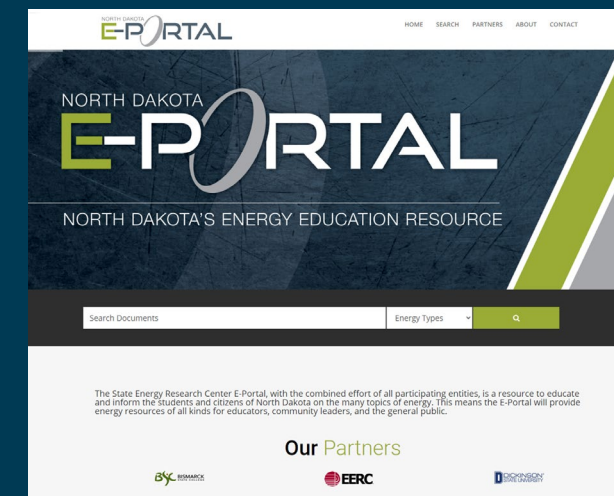 NORTH DAKOTA
E-PORTAL
HOME SEARCH PARTNERS ABOUT CONTACT
NORTH DAKOTA
E-PORTAL
NORTH DAKOTA'S ENERGY EDUCATION RESOURCE
Search Documents
Energy Types
The State Energy Research Center E-Portal, with the combined effort of all participating entities, is a resource to educate
and inform the students and citizens of North Dakota on the many topics of energy. This means the E-Portal will provide
energy resources of all kinds for educators, community leaders, and the general public.
Our Partners
BSC BISMARCK
STATE COLLEGE
EERC
DICKINSON
STATE UNIVERSITY